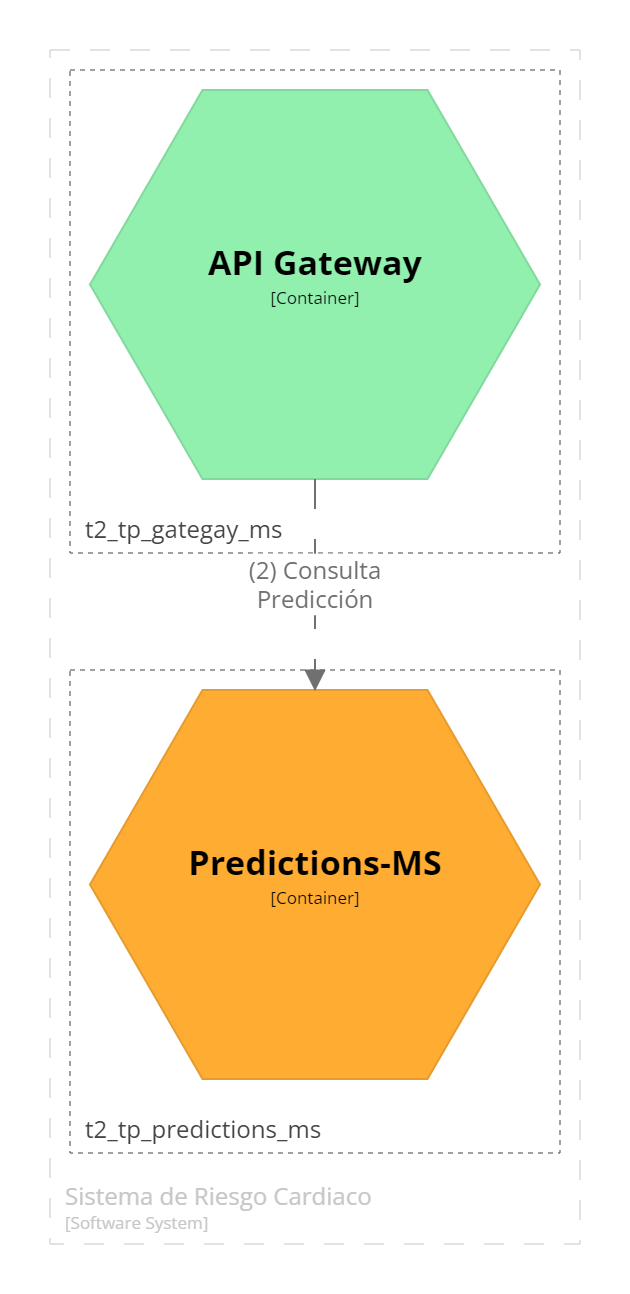 API Gateway
[Container]
t2_tp_gategay_ms
(2) Consulta
Predicción
Predictions-MS
[Container]
t2_tp_predictions_ms
Sistema de Riesgo Cardiaco
[Software System]